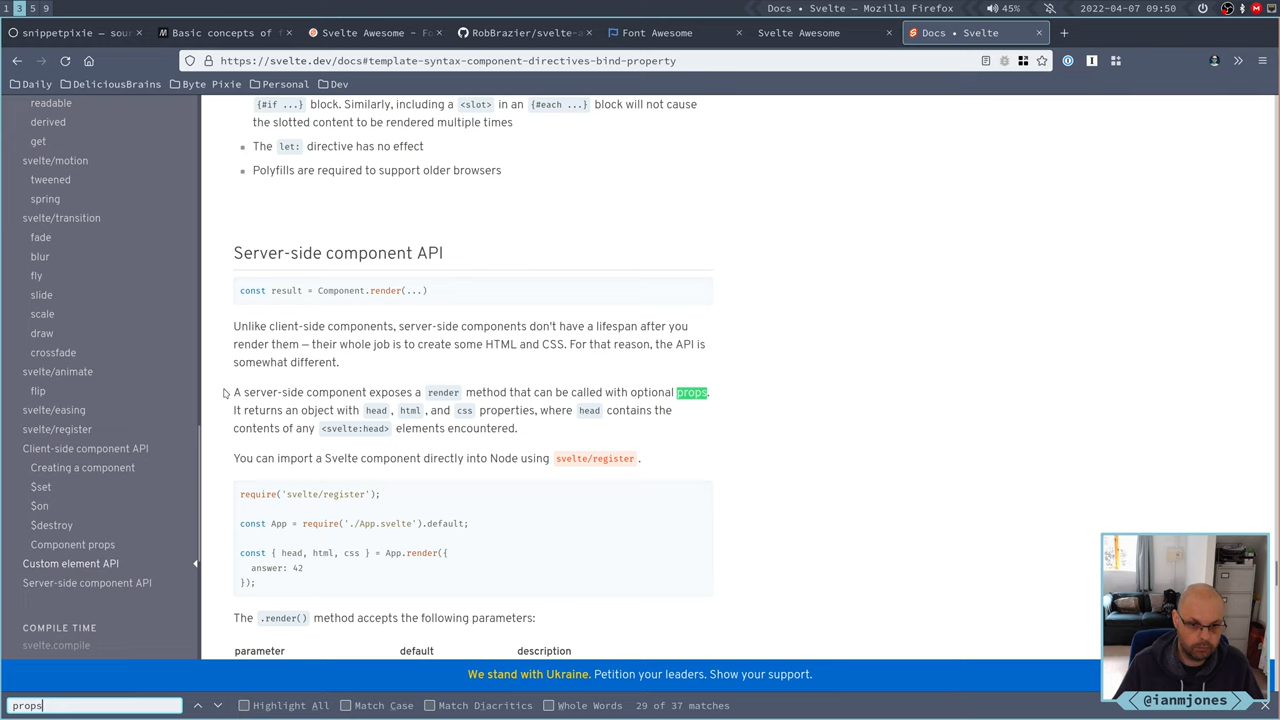 1 3 5 9
Docs • Svelte — Mozilla Firefox
45%
2022-04-07 09:50
snippetpixie — sou
Basic concepts of f
Svelte Awesome – Fo
RobBrazier/svelte-a
Font Awesome
Svelte Awesome
Docs • Svelte
https://svelte.dev/docs#template-syntax-component-directives-bind-property
Daily
DeliciousBrains
Byte Pixie
Personal
Dev
readable
derived
get
svelte/motion
tweened
spring
svelte/transition
fade
blur
fly
slide
scale
draw
crossfade
svelte/animate
flip
svelte/easing
svelte/register
Client-side component API
Creating a component
$set
$on
$destroy
Component props
Custom element API
Server-side component API
COMPILE TIME
svelte.compile
{#if ...} block. Similarly, including a <slot> in an {#each ...} block will not cause
the slotted content to be rendered multiple times
The let: directive has no effect
Polyfills are required to support older browsers
Server-side component API
const result = Component.render(...)
Unlike client-side components, server-side components don't have a lifespan after you
render them — their whole job is to create some HTML and CSS. For that reason, the API is
somewhat different.
A server-side component exposes a render method that can be called with optional props.
It returns an object with head, html, and css properties, where head contains the
contents of any <svelte:head> elements encountered.
You can import a Svelte component directly into Node using svelte/register.
require('svelte/register');
const App = require('./App.svelte').default;
const { head, html, css } = App.render({
answer: 42
});
The .render() method accepts the following parameters:
parameter default description
We stand with Ukraine. Petition your leaders. Show your support.
props
Highlight All
Match Case
Match Diacritics
Whole Words
29 of 37 matches
@ianmjones